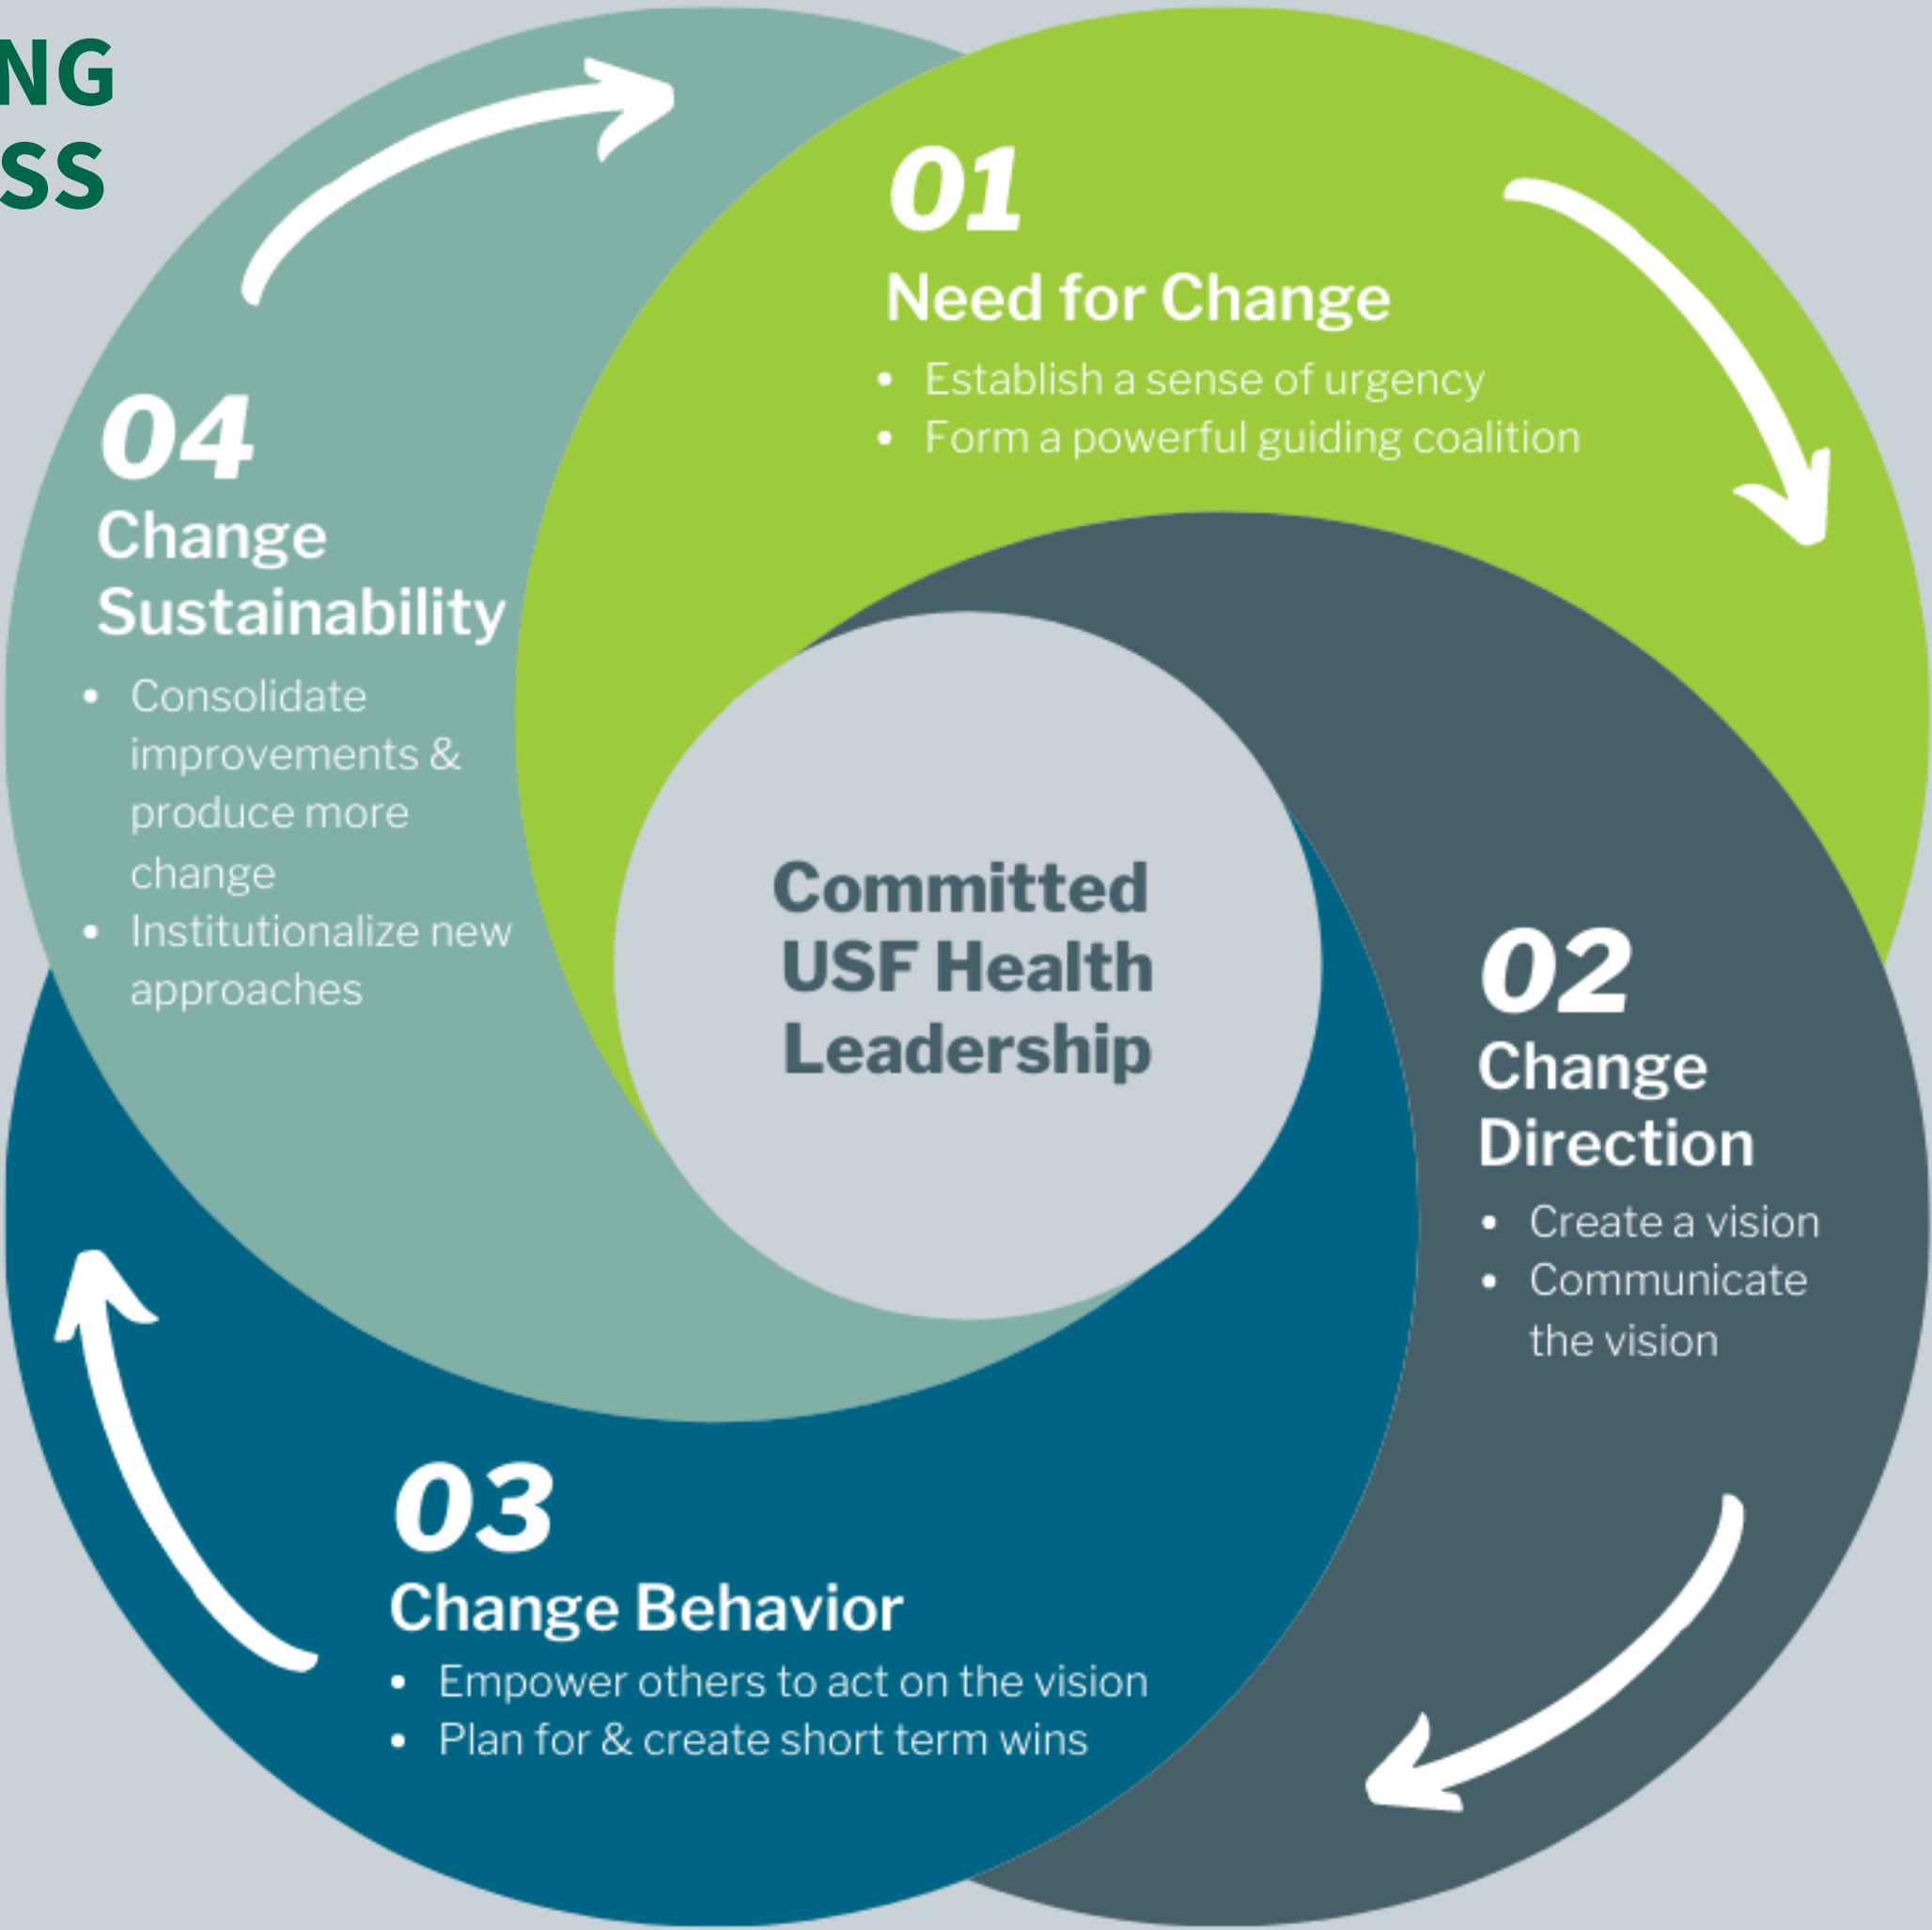 NG
SS
01
Need for Change
• Establish a sense of urgency
• Form a powerful guiding coalition
02
Change
Direction
• Create a vision
• Communicate
the vision
03
Change Behavior
• Empower others to act on the vision
• Plan for & create short term wins
04
Change
Sustainability
• Consolidate
improvements &
produce more
change
• Institutionalize new
approaches
Committed
USF Health
Leadership